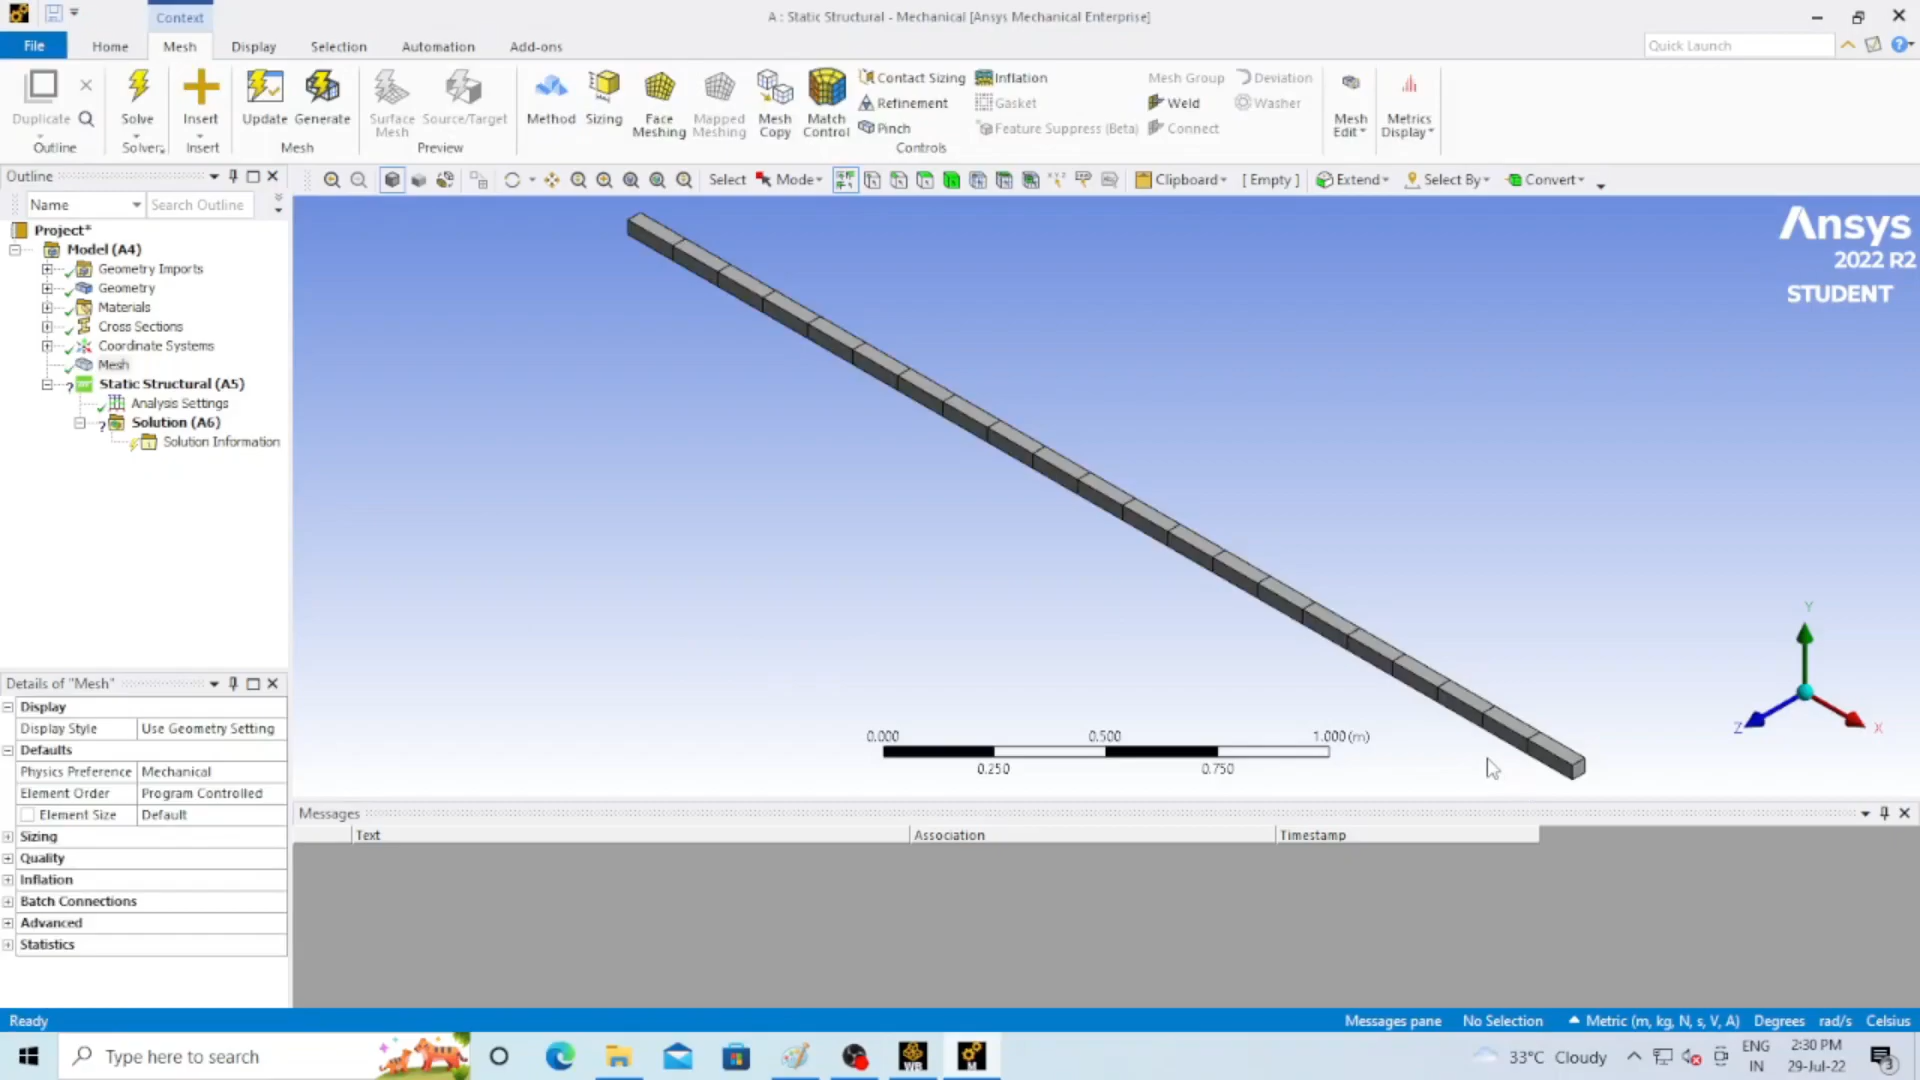 Context
A : Static Structural - Mechanical [Ansys Mechanical Enterprise]
File Home Mesh Display Selection Automation Add-ons
Quick Launch
Duplicate
Outline
Solve
Solver
Insert
Insert
Update Generate
Mesh
Surface Mesh
Source/Target
Preview
Method Sizing
Face Meshing
Mapped Meshing
Mesh Copy
Match Control
Contact Sizing
Refinement
Pinch
Inflation
Gasket
Feature Suppress (Beta)
Controls
Mesh Group
Weld
Connect
Deviation
Washer
Mesh Edit
Metrics Display
Outline
Name
Search Outline
Select Mode
Clipboard [ Empty ] Extend Select By Convert
Project*
Model (A4)
Geometry Imports
Geometry
Materials
Cross Sections
Coordinate Systems
Mesh
Static Structural (A5)
Analysis Settings
Solution (A6)
Solution Information
Ansys
2022 R2
STUDENT
Y
Z
X
0.000 0.500 1.000 (m)
0.250 0.750
Details of "Mesh"
Display
Display Style Use Geometry Setting
Defaults
Physics Preference Mechanical
Element Order Program Controlled
Element Size Default
Sizing
Quality
Inflation
Batch Connections
Advanced
Statistics
Messages
Text Association Timestamp
Ready
Messages pane No Selection Metric (m, kg, N, s, V, A) Degrees rad/s Celsius
Type here to search
WB
M
33°C Cloudy
ENG
IN
2:30 PM
29-Jul-22
3